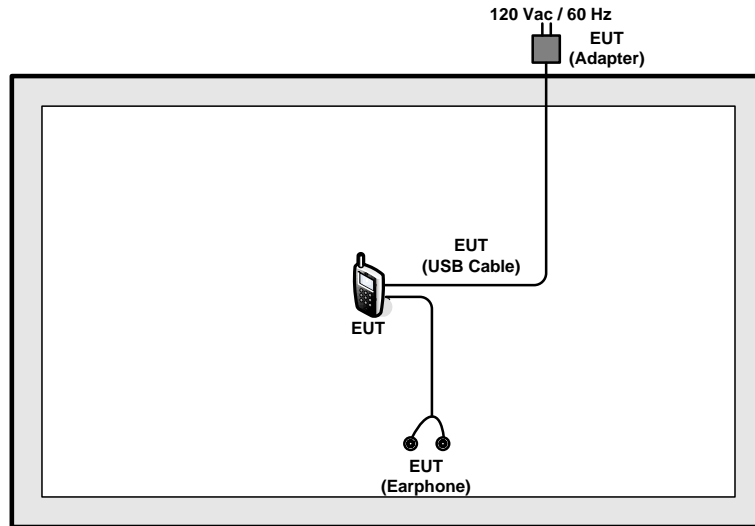 120 Vac / 60 Hz
EUT
(Adapter)
EUT
(USB Cable)
EUT
EUT
(Earphone)